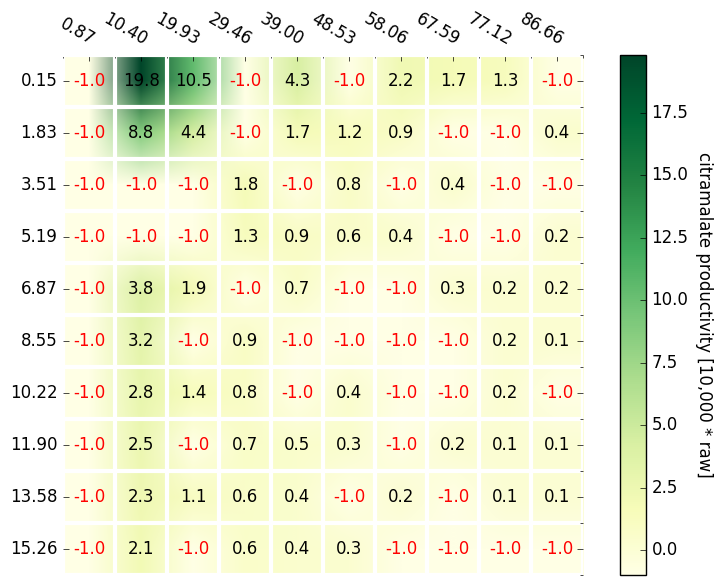 0.87 10.40 19.93 29.46 39.00 48.53 58.06 67.59 77.12 86.66
0.15 -1.0 19.8 10.5 -1.0 4.3 -1.0 2.2 1.7 1.3 -1.0
1.83 -1.0 8.8 4.4 -1.0 1.7 1.2 0.9 -1.0 -1.0 0.4
3.51 -1.0 -1.0 -1.0 1.8 -1.0 0.8 -1.0 0.4 -1.0 -1.0
5.19 -1.0 -1.0 -1.0 1.3 0.9 0.6 0.4 -1.0 -1.0 0.2
6.87 -1.0 3.8 1.9 -1.0 0.7 -1.0 -1.0 0.3 0.2 0.2
8.55 -1.0 3.2 -1.0 0.9 -1.0 -1.0 -1.0 -1.0 0.2 0.1
10.22 -1.0 2.8 1.4 0.8 -1.0 0.4 -1.0 -1.0 0.2 -1.0
11.90 -1.0 2.5 -1.0 0.7 0.5 0.3 -1.0 0.2 0.1 0.1
13.58 -1.0 2.3 1.1 0.6 0.4 -1.0 0.2 -1.0 0.1 0.1
15.26 -1.0 2.1 -1.0 0.6 0.4 0.3 -1.0 -1.0 -1.0 -1.0
17.5
15.0
12.5
10.0
7.5
5.0
2.5
0.0
citramalate productivity [10,000 * raw]